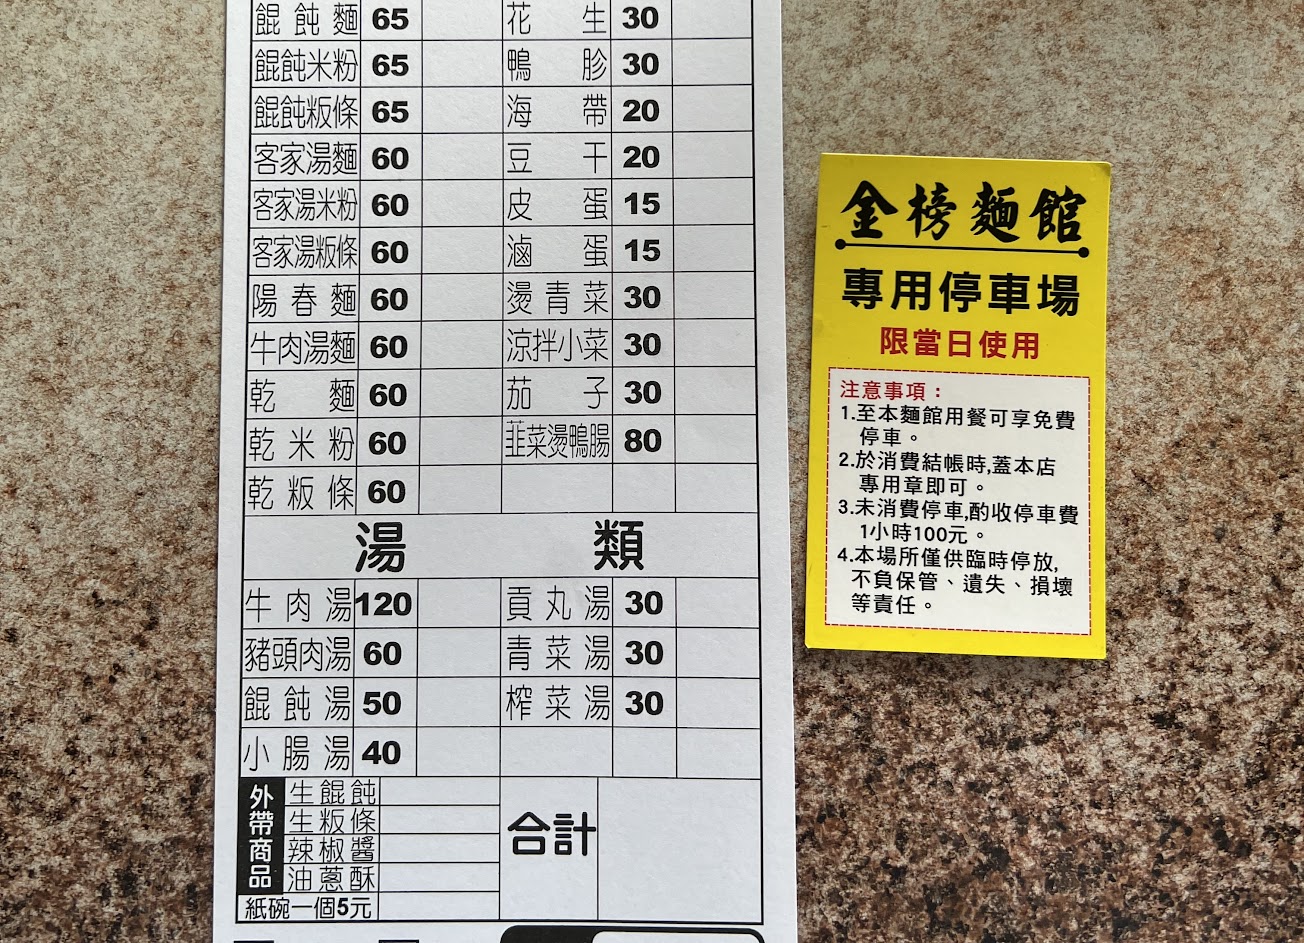 餛飩麵 65 花生 30
餛飩米粉 65 鴨胗 30
餛飩粄條 65 海帶 20
客家湯麵 60 豆干 20
客家湯米粉 60 皮蛋 15
客家湯粄條 60 滷蛋 15
陽春麵 60 燙青菜 30
牛肉湯麵 60 涼拌小菜 30
乾麵 60 茄子 30
乾米粉 60 韮菜燙鴨腸 80
乾粄條 60
湯類
牛肉湯 120 貢丸湯 30
豬頭肉湯 60 青菜湯 30
餛飩湯 50 榨菜湯 30
小腸湯 40
外帶商品
生餛飩
生粄條
辣椒醬
油蔥酥
紙碗一個5元
合計
金榜麵館
專用停車場
限當日使用
注意事項：
1.至本麵館用餐可享免費
停車。
2.於消費結帳時,蓋本店
專用章即可。
3.未消費停車,酌收停車費
1小時100元。
4.本場所僅供臨時停放,
不負保管、遺失、損壞
等責任。